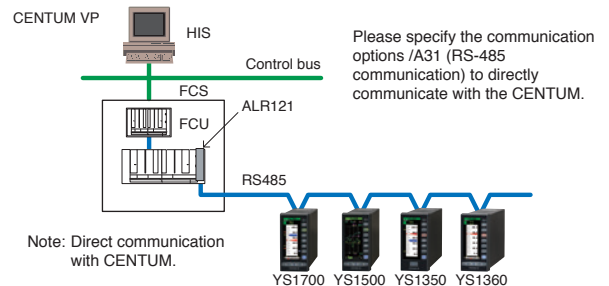 CENTUM VP
HIS
Control bus
FCS
ALR121
FCU
RS485
Please specify the communication
options /A31 (RS-485
communication) to directly
communicate with the CENTUM.
Note: Direct communication
with CENTUM.
YS1700 YS1500 YS1350 YS1360